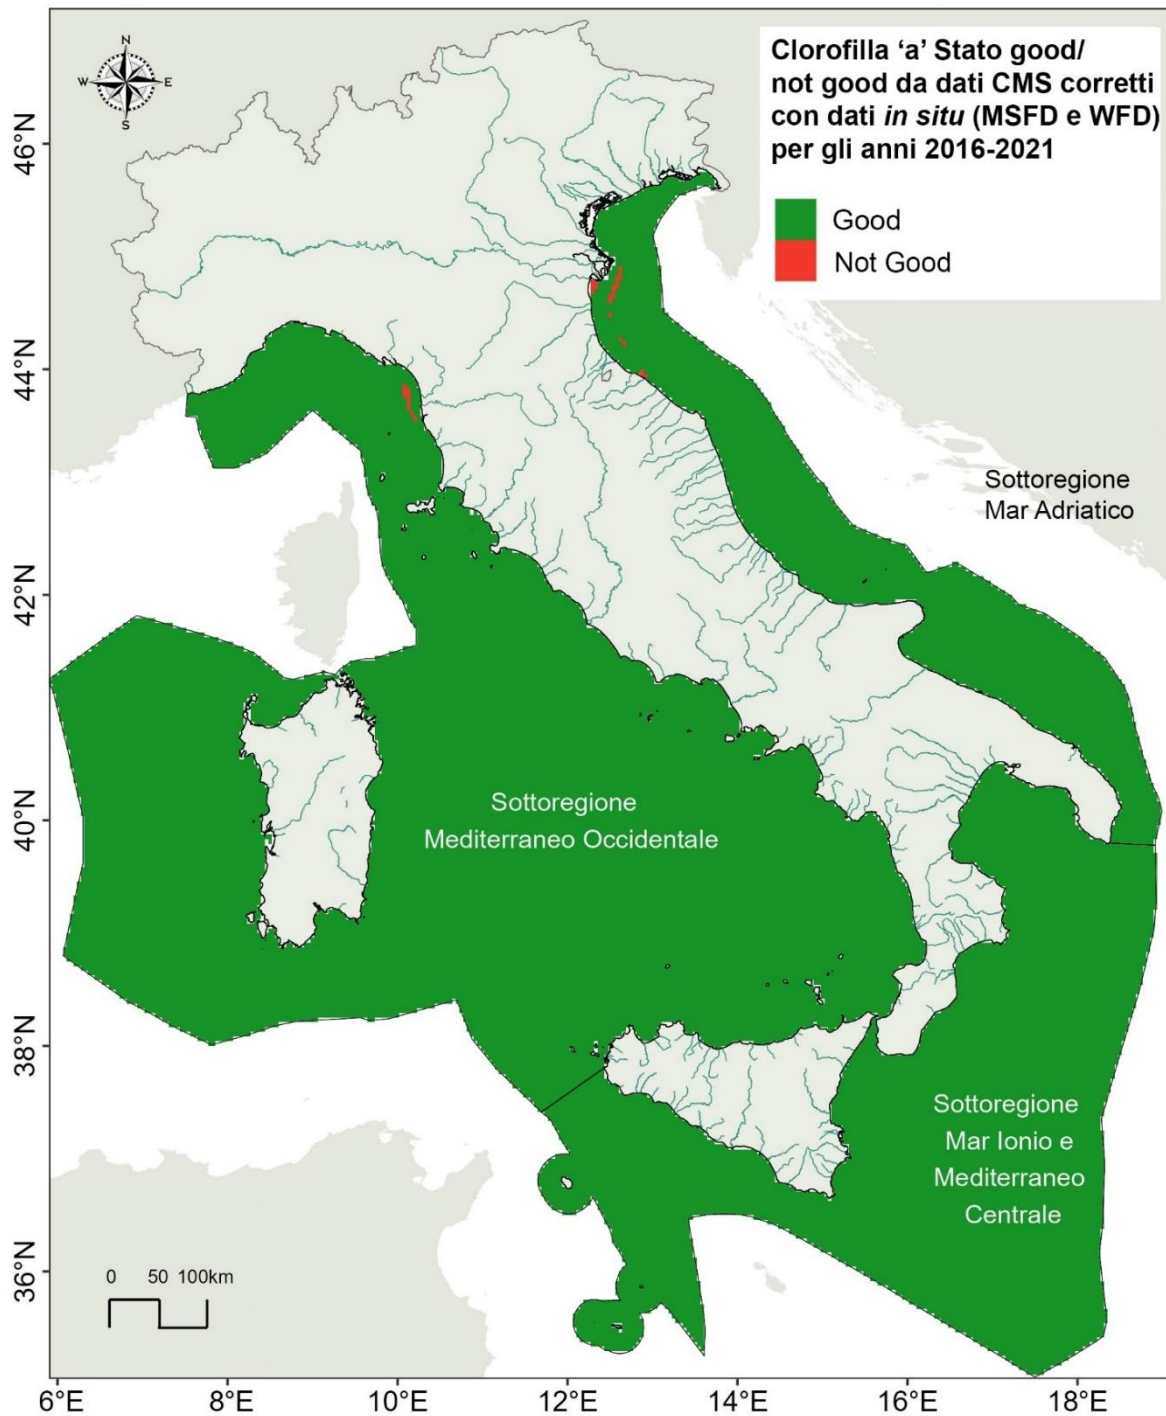 N
W E
S
Clorofilla ‘a’ Stato good/
not good da dati CMS corretti
con dati in situ (MSFD e WFD)
per gli anni 2016-2021
Good
Not Good
46°N
44°N
42°N
40°N
38°N
36°N
Sottoregione
Mar Adriatico
Sottoregione
Mediterraneo Occidentale
Sottoregione
Mar Ionio e
Mediterraneo
Centrale
0 50 100km
6°E 8°E 10°E 12°E 14°E 16°E 18°E